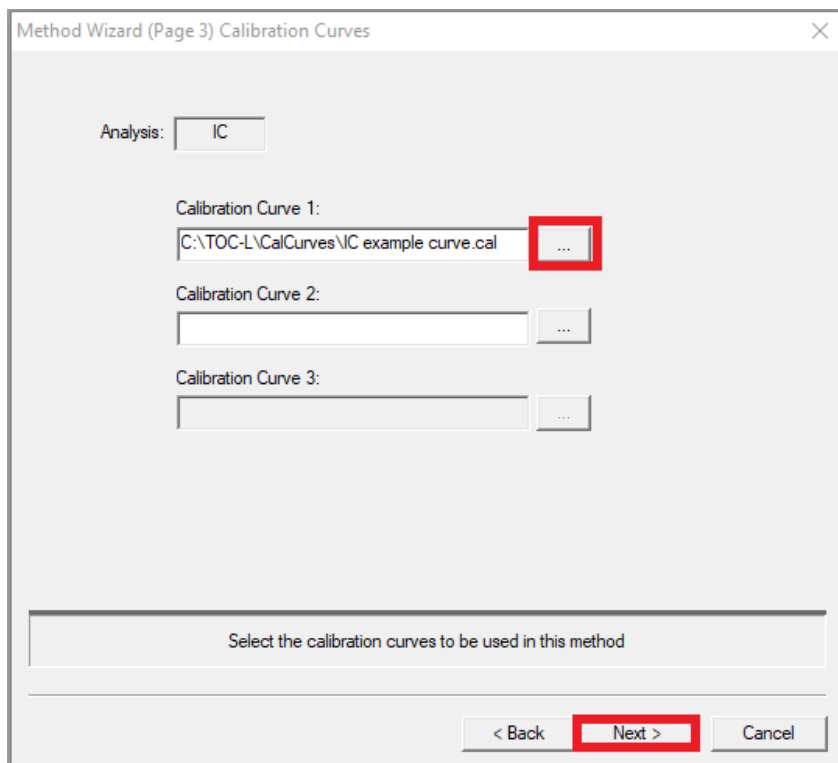 Method Wizard (Page 3) Calibration Curves
Analysis: IC
Calibration Curve 1:
C:\TOC-L\CalCurves\IC example curve.cal ...
Calibration Curve 2:
...
Calibration Curve 3:
...
Select the calibration curves to be used in this method
< Back Next > Cancel